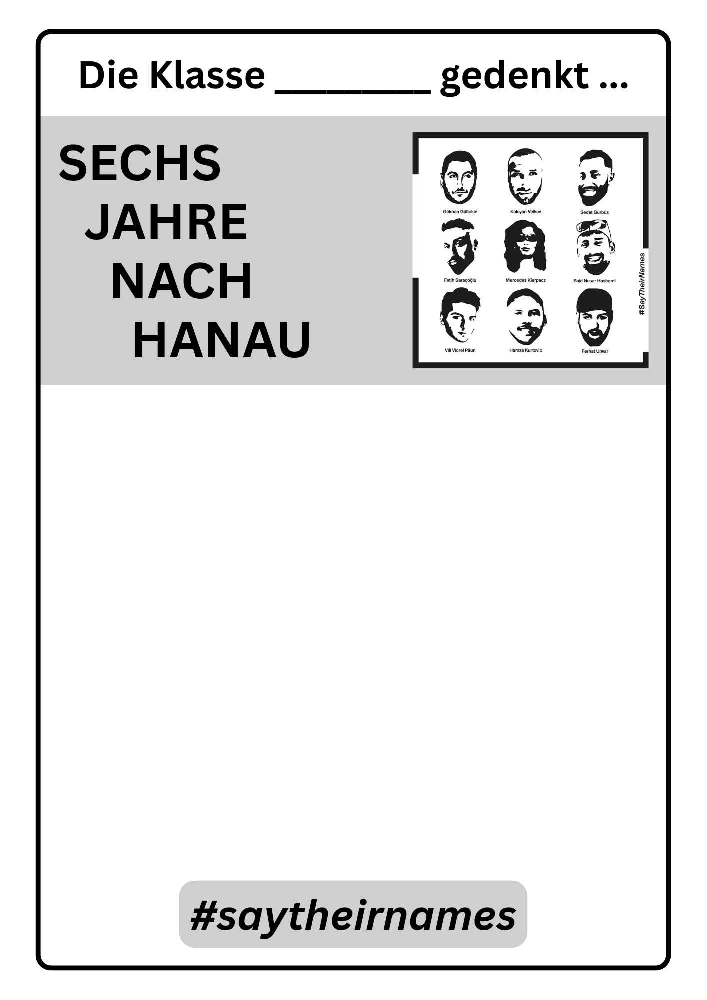 Die Klasse _________ gedenkt ...
SECHS
JAHRE
NACH
HANAU
Gökhan Gültekin
Kaloyan Velkov
Sedat Gürbüz
Fatih Saraçoğlu
Mercedes Kierpacz
Said Nesar Hashemi
Vili Viorel Păun
Hamza Kurtović
Ferhat Unvar
#SayTheirNames
#saytheirnames